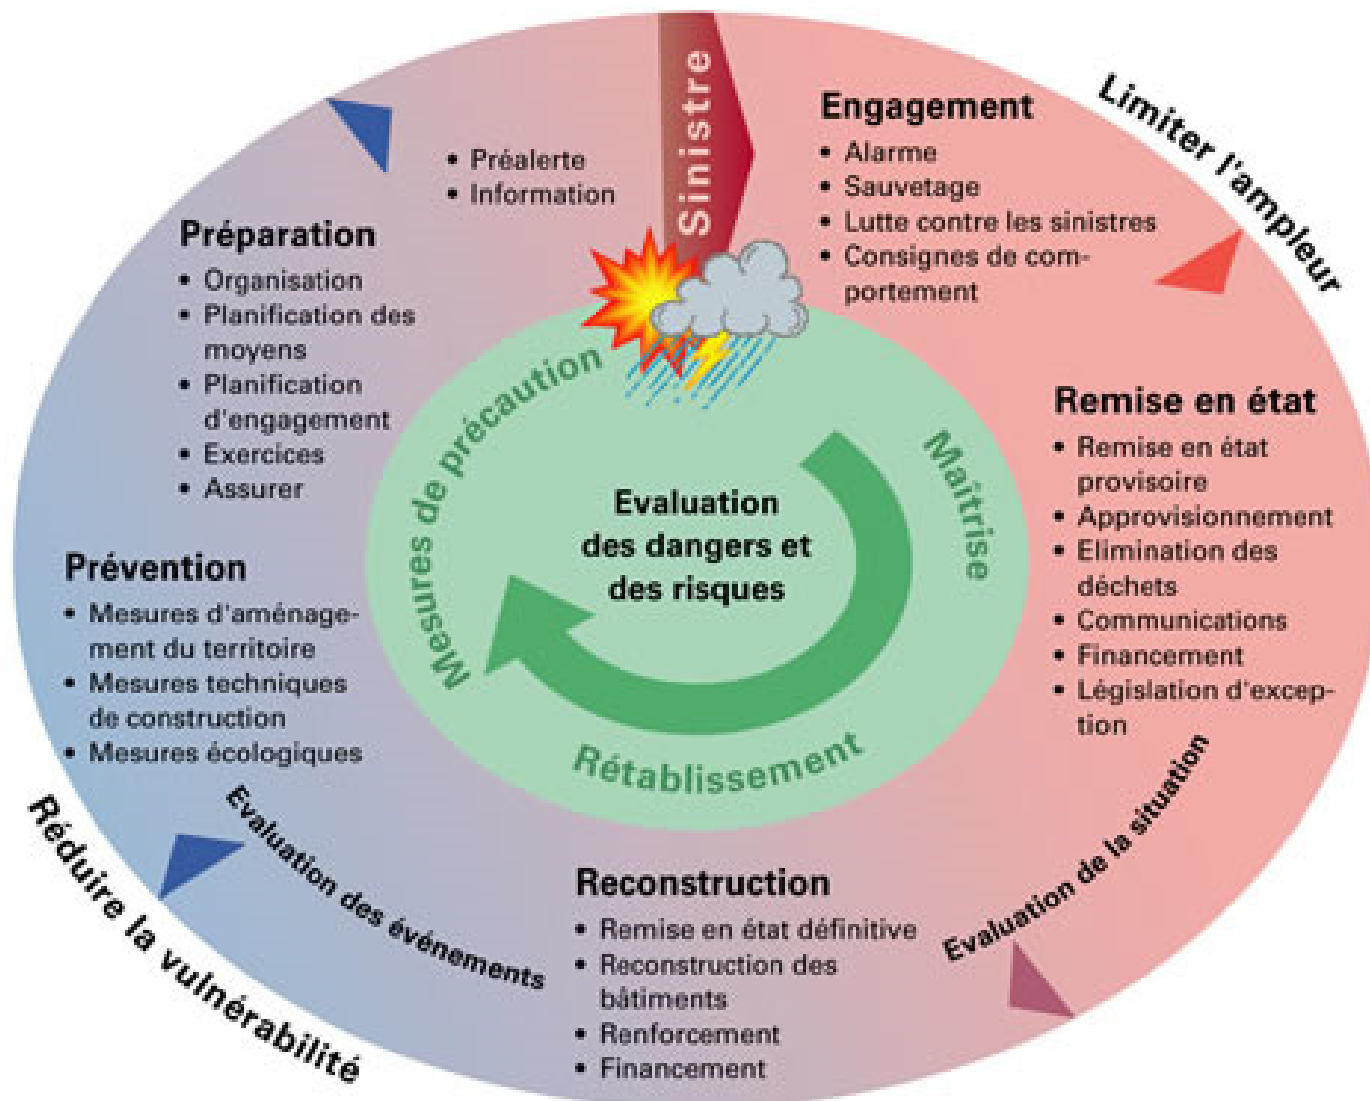 Sinistre
Engagement
• Alarme
• Sauvetage
• Lutte contre les sinistres
• Consignes de com-
portement
Limiter l'ampleur
Remise en état
• Remise en état
provisoire
• Approvisionnement
• Elimination des
déchets
• Communications
• Financement
• Législation d'excep-
tion
Evaluation de la situation
Reconstruction
• Remise en état définitive
• Reconstruction des
bâtiments
• Renforcement
• Financement
Evaluation des événements
Réduire la vulnérabilité
Prévention
• Mesures d'aménage-
ment du territoire
• Mesures techniques
de construction
• Mesures écologiques
Préparation
• Organisation
• Planification des
moyens
• Planification
d'engagement
• Exercices
• Assurer
• Préalerte
• Information
Mesures de précaution
Maîtrise
Rétablissement
Evaluation
des dangers et
des risques